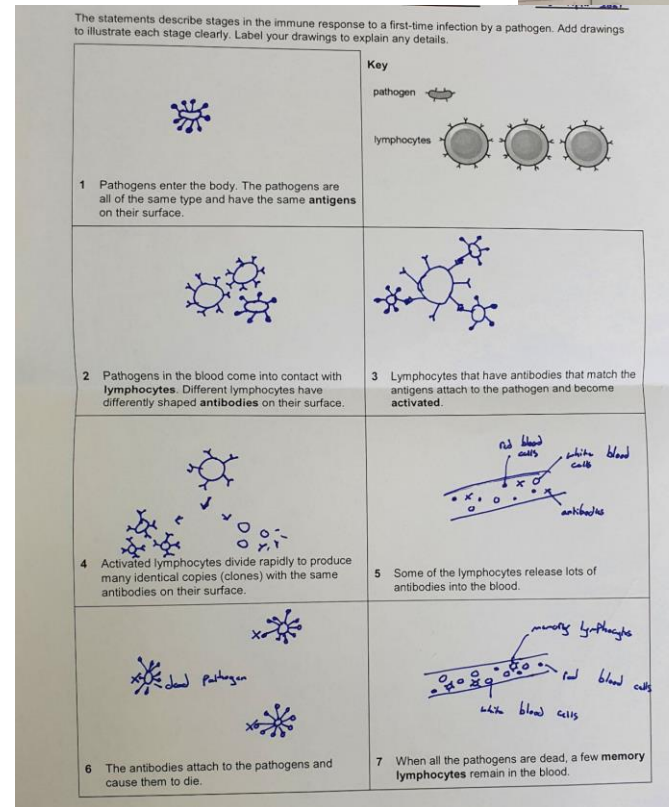 The statements describe stages in the immune response to a first-time infection by a pathogen. Add drawings
to illustrate each stage clearly. Label your drawings to explain any details.
Key
pathogen
lymphocytes
1 Pathogens enter the body. The pathogens are
all of the same type and have the same antigens
on their surface.
2 Pathogens in the blood come into contact with
lymphocytes. Different lymphocytes have
differently shaped antibodies on their surface.
3 Lymphocytes that have antibodies that match the
antigens attach to the pathogen and become
activated.
4 Activated lymphocytes divide rapidly to produce
many identical copies (clones) with the same
antibodies on their surface.
red blood
cells
white blood
cells
antibodies
5 Some of the lymphocytes release lots of
antibodies into the blood.
dead pathogen
6 The antibodies attach to the pathogens and
cause them to die.
memory lymphocytes
red blood cells
white blood cells
7 When all the pathogens are dead, a few memory
lymphocytes remain in the blood.